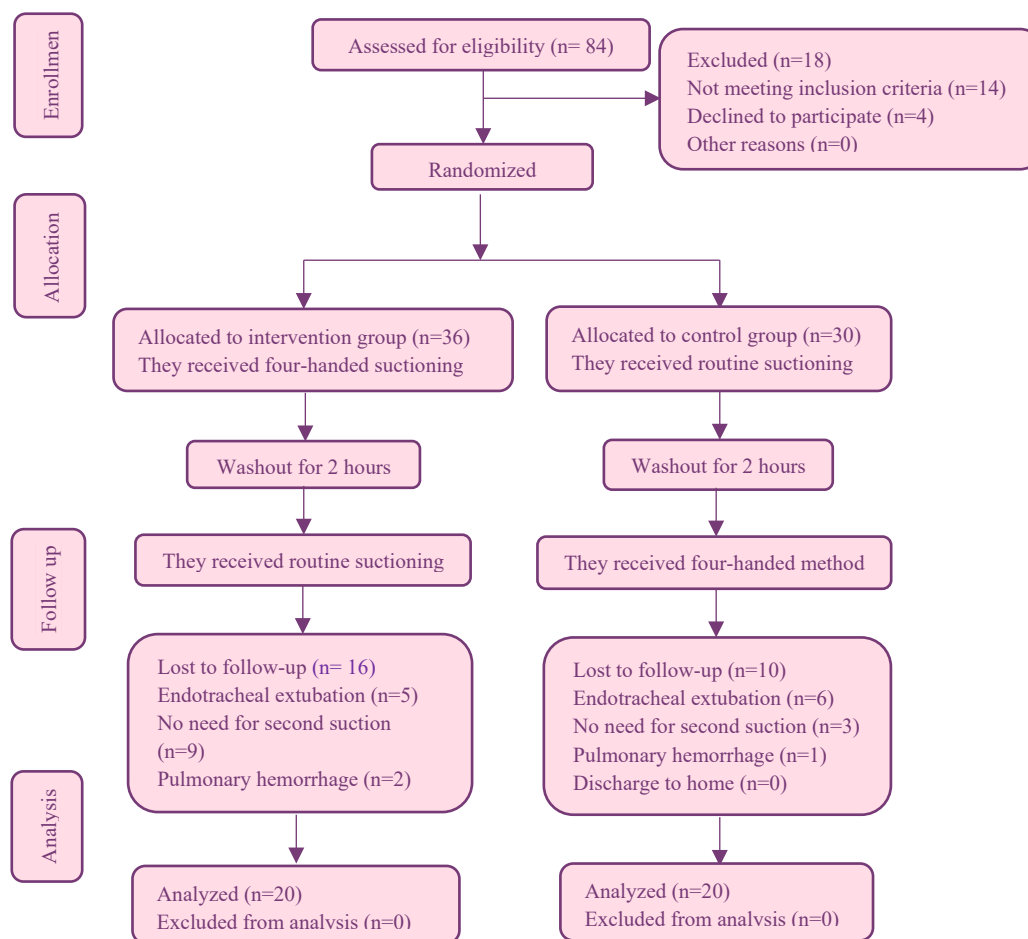 Enrollmen
Assessed for eligibility (n= 84)
Excluded (n=18)
Not meeting inclusion criteria (n=14)
Declined to participate (n=4)
Other reasons (n=0)
Randomized
Allocation
Allocated to intervention group (n=36)
They received four-handed suctioning
Allocated to control group (n=30)
They received routine suctioning
Washout for 2 hours
Washout for 2 hours
Follow up
They received routine suctioning
They received four-handed method
Lost to follow-up (n= 16)
Endotracheal extubation (n=5)
No need for second suction
(n=9)
Pulmonary hemorrhage (n=2)
Lost to follow-up (n=10)
Endotracheal extubation (n=6)
No need for second suction (n=3)
Pulmonary hemorrhage (n=1)
Discharge to home (n=0)
Analysis
Analyzed (n=20)
Excluded from analysis (n=0)
Analyzed (n=20)
Excluded from analysis (n=0)